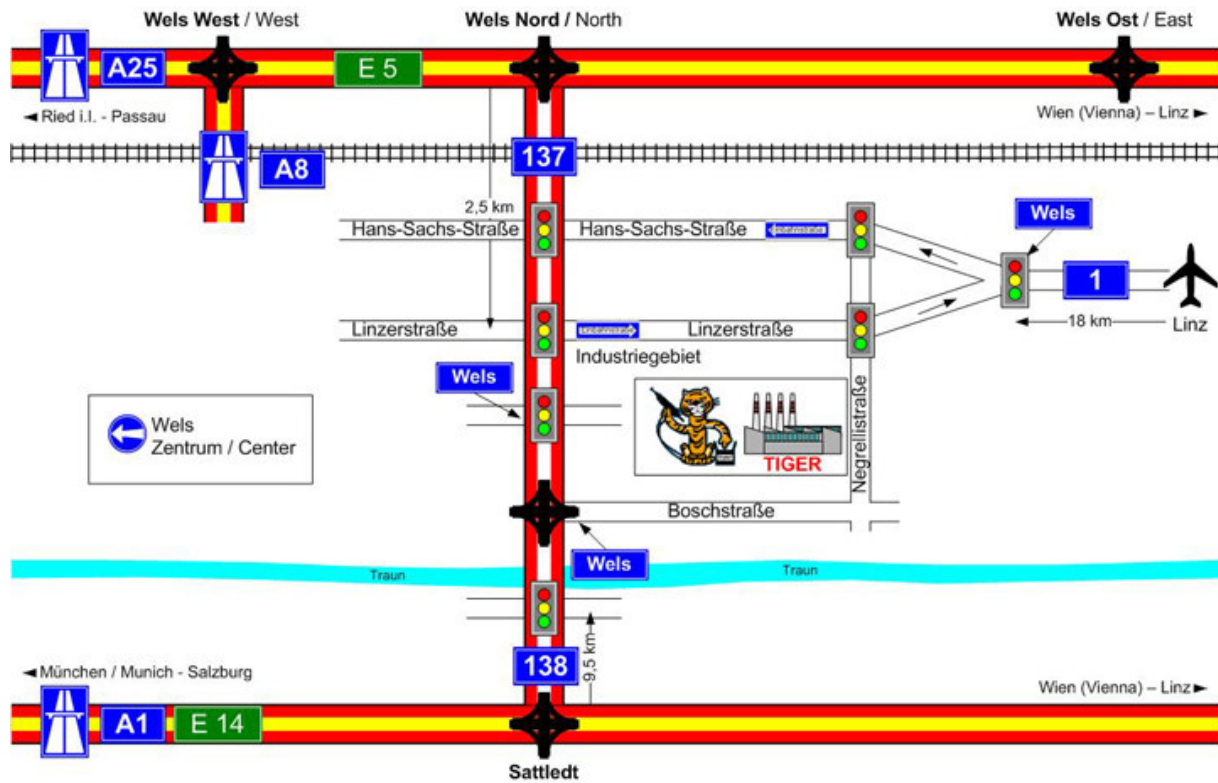 Wels West / West
Wels Nord / North
Wels Ost / East
A25
E 5
◄ Ried i.I. - Passau
Wien (Vienna) – Linz ►
A8
137
2,5 km
Hans-Sachs-Straße
Hans-Sachs-Straße
Einbahnstraße
Wels
1
18 km
Linz
Linzerstraße
Einbahnstraße
Linzerstraße
Industriegebiet
Wels
Wels
Zentrum / Center
TIGER
Negrellistraße
Boschstraße
Wels
Traun
Traun
9,5 km
138
◄ München / Munich - Salzburg
Wien (Vienna) – Linz ►
A1
E 14
Sattledt